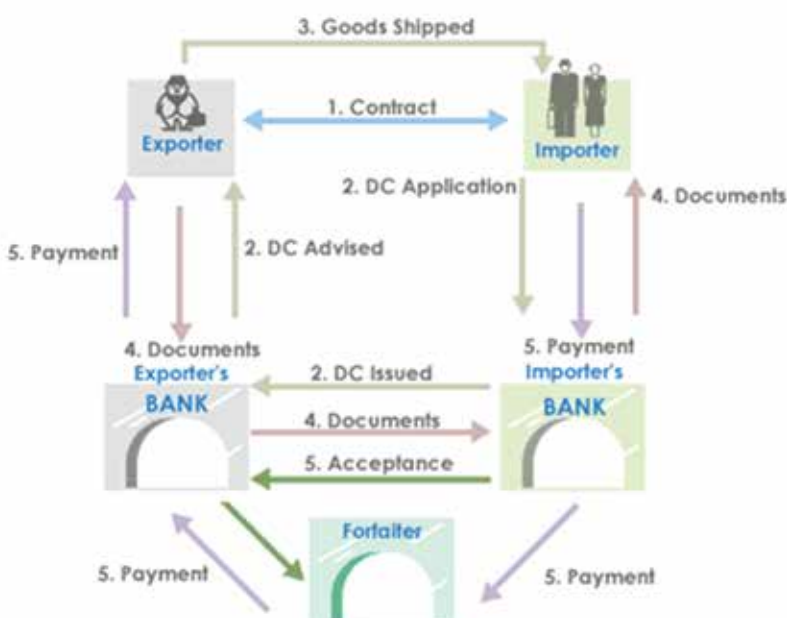 3. Goods Shipped
1. Contract
Exporter
Importer
2. DC Application
4. Documents
5. Payment
2. DC Advised
4. Documents
5. Payment
Exporter's
2. DC Issued
Importer's
BANK
BANK
4. Documents
5. Acceptance
Forfaiter
5. Payment
5. Payment